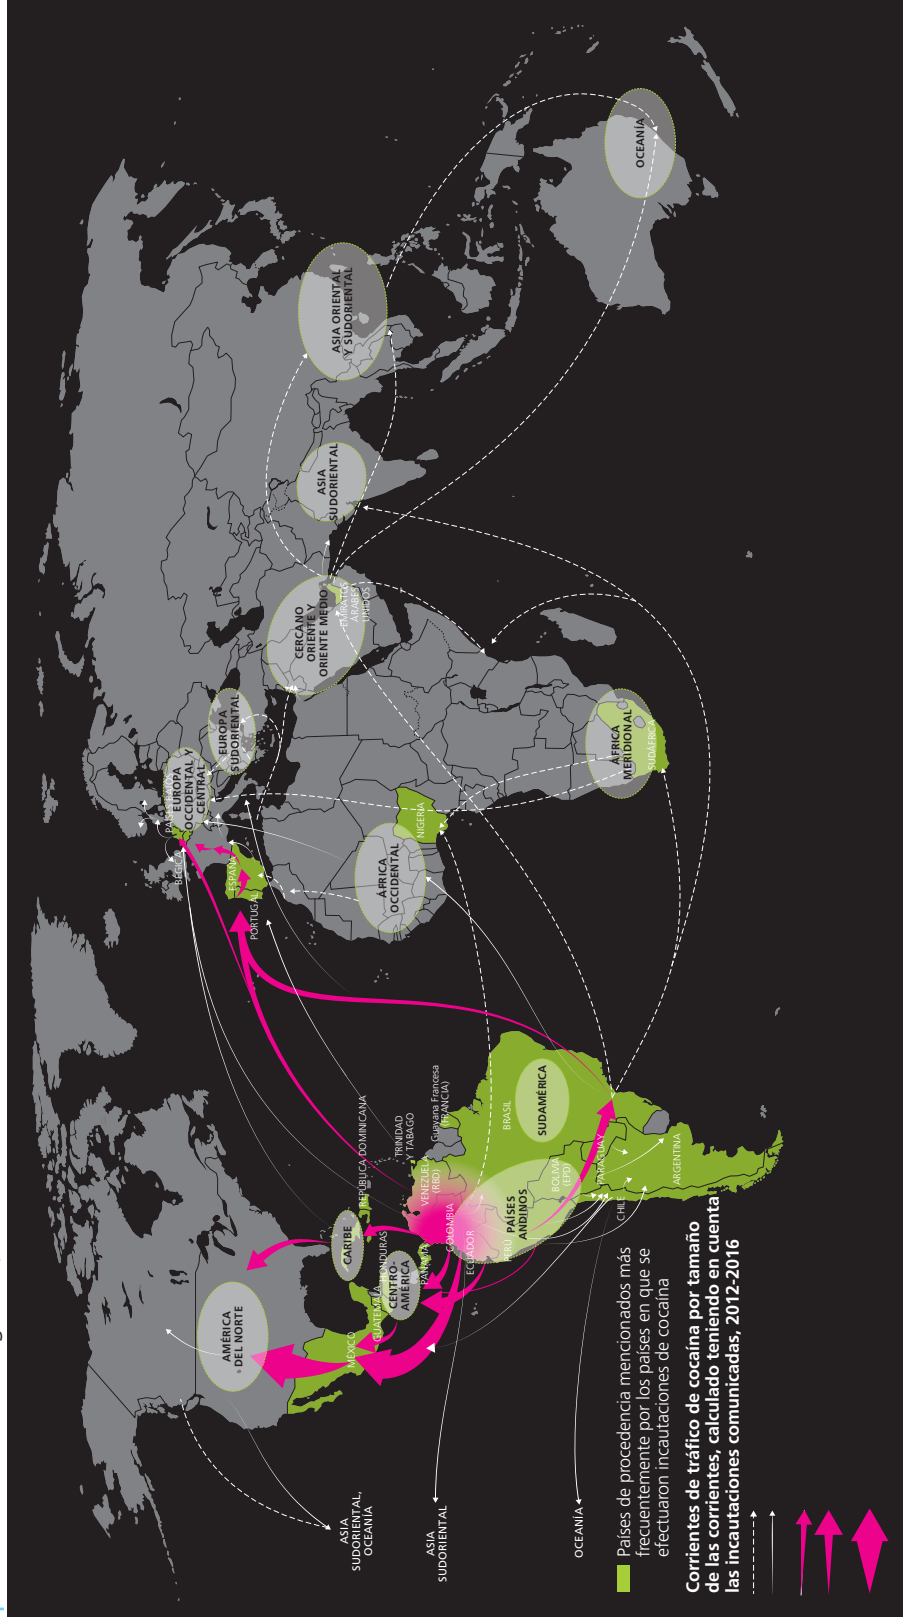 AMÉRICA
DEL NORTE
CARIBE
REPÚBLICA DOMINICANA
MÉXICO
GUATEMALA
HONDURAS
CENTRO-
AMÉRICA
PANAMÁ
TRINIDAD
Y TABAGO
VENEZUELA
(RBD)
Guayana Francesa
(FRANCIA)
COLOMBIA
ECUADOR
PERÚ
PAÍSES
ANDINOS
BRASIL
SUDAMÉRICA
BOLIVIA
(EPD)
PARAGUAY
CHILE
ARGENTINA
ASIA
SUDORIENTAL,
OCEANÍA
ASIA
SUDORIENTAL
OCEANÍA
PAÍSES BAJOS
BÉGICA
EUROPA
OCCIDENTAL Y
CENTRAL
ESPAÑA
PORTUGAL
EUROPA
SUDORIENTAL
CERCANO
ORIENTE Y
ORIENTE MEDIO
EMIRATOS
ÁRABES
UNIDOS
ÁFRICA
OCCIDENTAL
NIGERIA
ÁFRICA
MERIDIONAL
SUDÁFRICA
ASIA
SUDORIENTAL
ASIA ORIENTAL
Y SUDORIENTAL
OCEANÍA
Países de procedencia mencionados más
frecuentemente por los países en que se
efectuaron incautaciones de cocaína
Corrientes de tráfico de cocaína por tamaño
de las corrientes, calculado teniendo en cuenta
las incautaciones comunicadas, 2012-2016